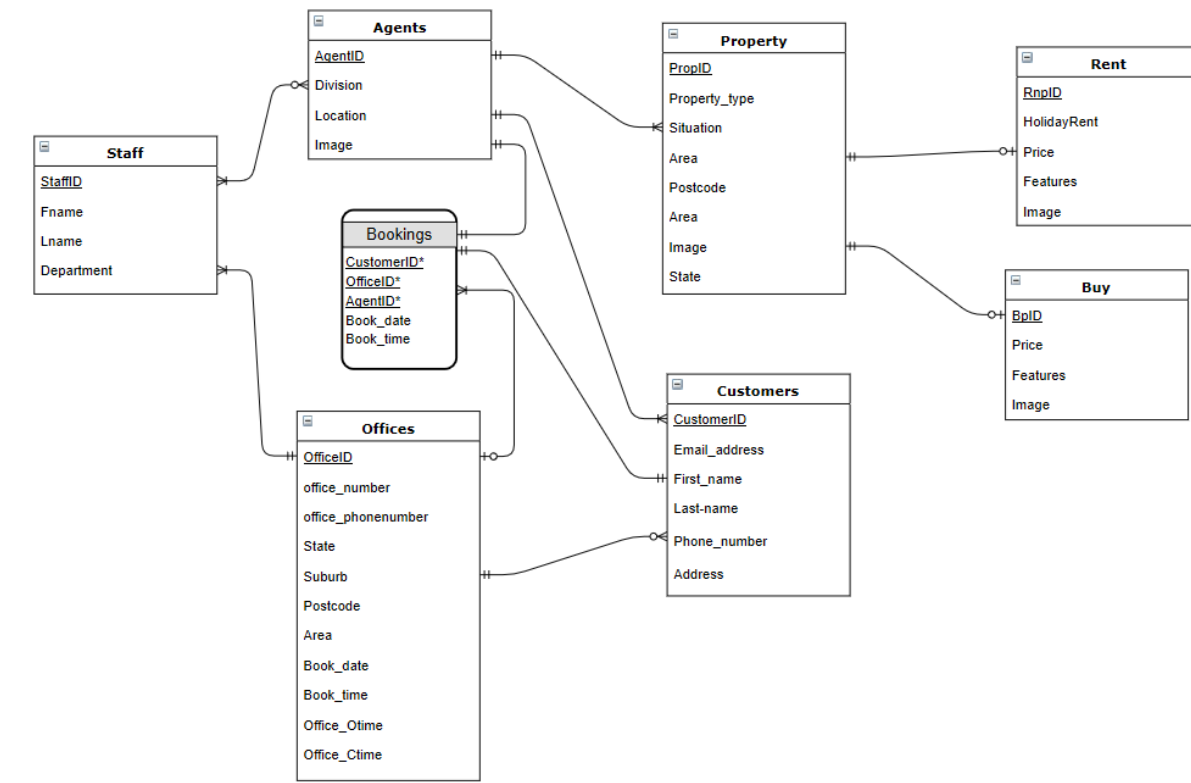 Agents
AgentID
Division
Location
Image
Property
PropID
Property_type
Situation
Area
Postcode
Area
Image
State
Rent
RnpID
HolidayRent
Price
Features
Image
Staff
StaffID
Fname
Lname
Department
Bookings
CustomerID*
OfficeID*
AgentID*
Book_date
Book_time
Buy
BpID
Price
Features
Image
Customers
CustomerID
Email_address
First_name
Last-name
Phone_number
Address
Offices
OfficeID
office_number
office_phonenumber
State
Suburb
Postcode
Area
Book_date
Book_time
Office_Otime
Office_Ctime